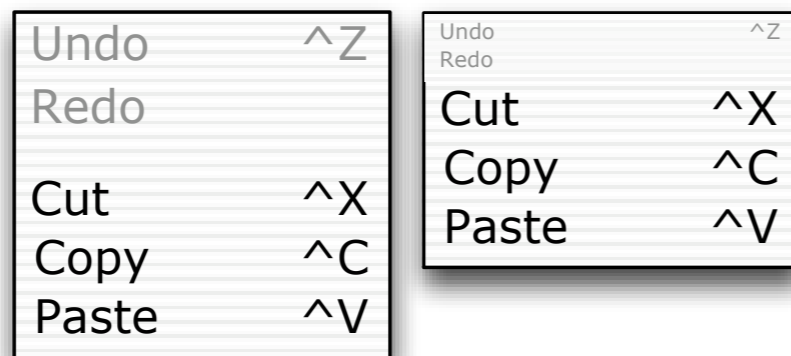 Undo ^Z
Redo
Cut ^X
Copy ^C
Paste ^V
Undo ^Z
Redo
Cut ^X
Copy ^C
Paste ^V